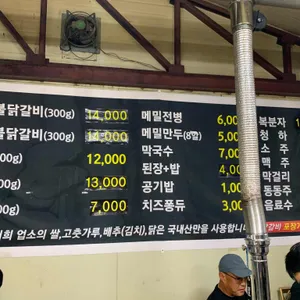 불닭갈비(300g) 14,000 메밀전병 6,00 복분자
닭갈비(300g) 14,000 메밀만두(8알) 5,00 청 하
12,000 막국수 7,00 소 주
13,000 된장+밥 4,00 맥 주
7,000 공기밥 1,00 막걸리
치즈퐁듀 3,00 동동주
음료수
희 업소의 쌀,고춧가루,배추(김치),닭은 국내산만을 사용합니다